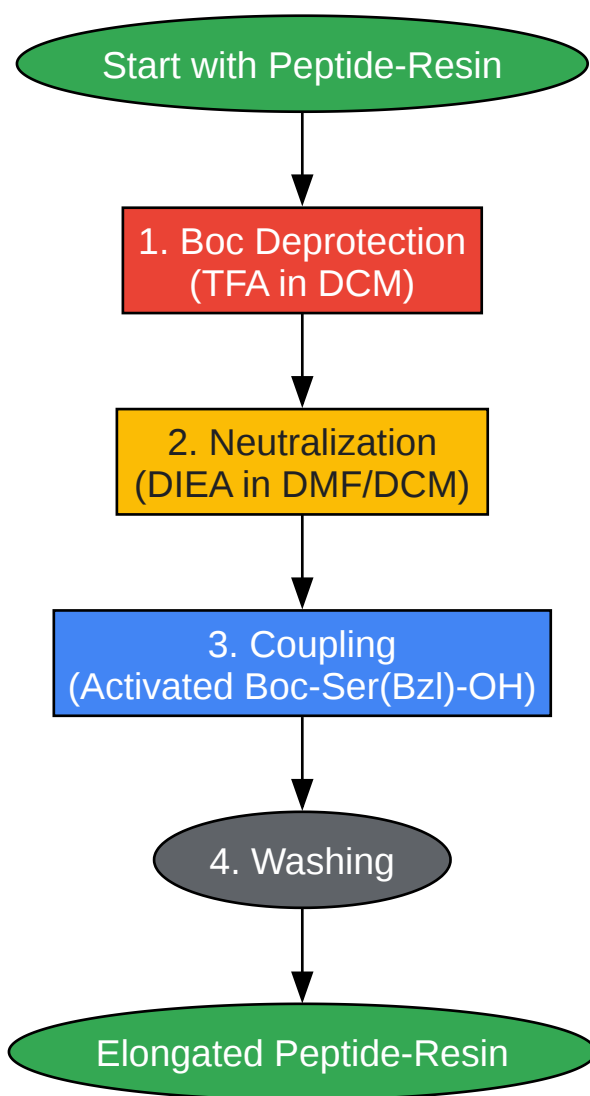 Start with Peptide-Resin
1. Boc Deprotection
(TFA in DCM)
2. Neutralization
(DIEA in DMF/DCM)
3. Coupling
(Activated Boc-Ser(Bzl)-OH)
4. Washing
Elongated Peptide-Resin